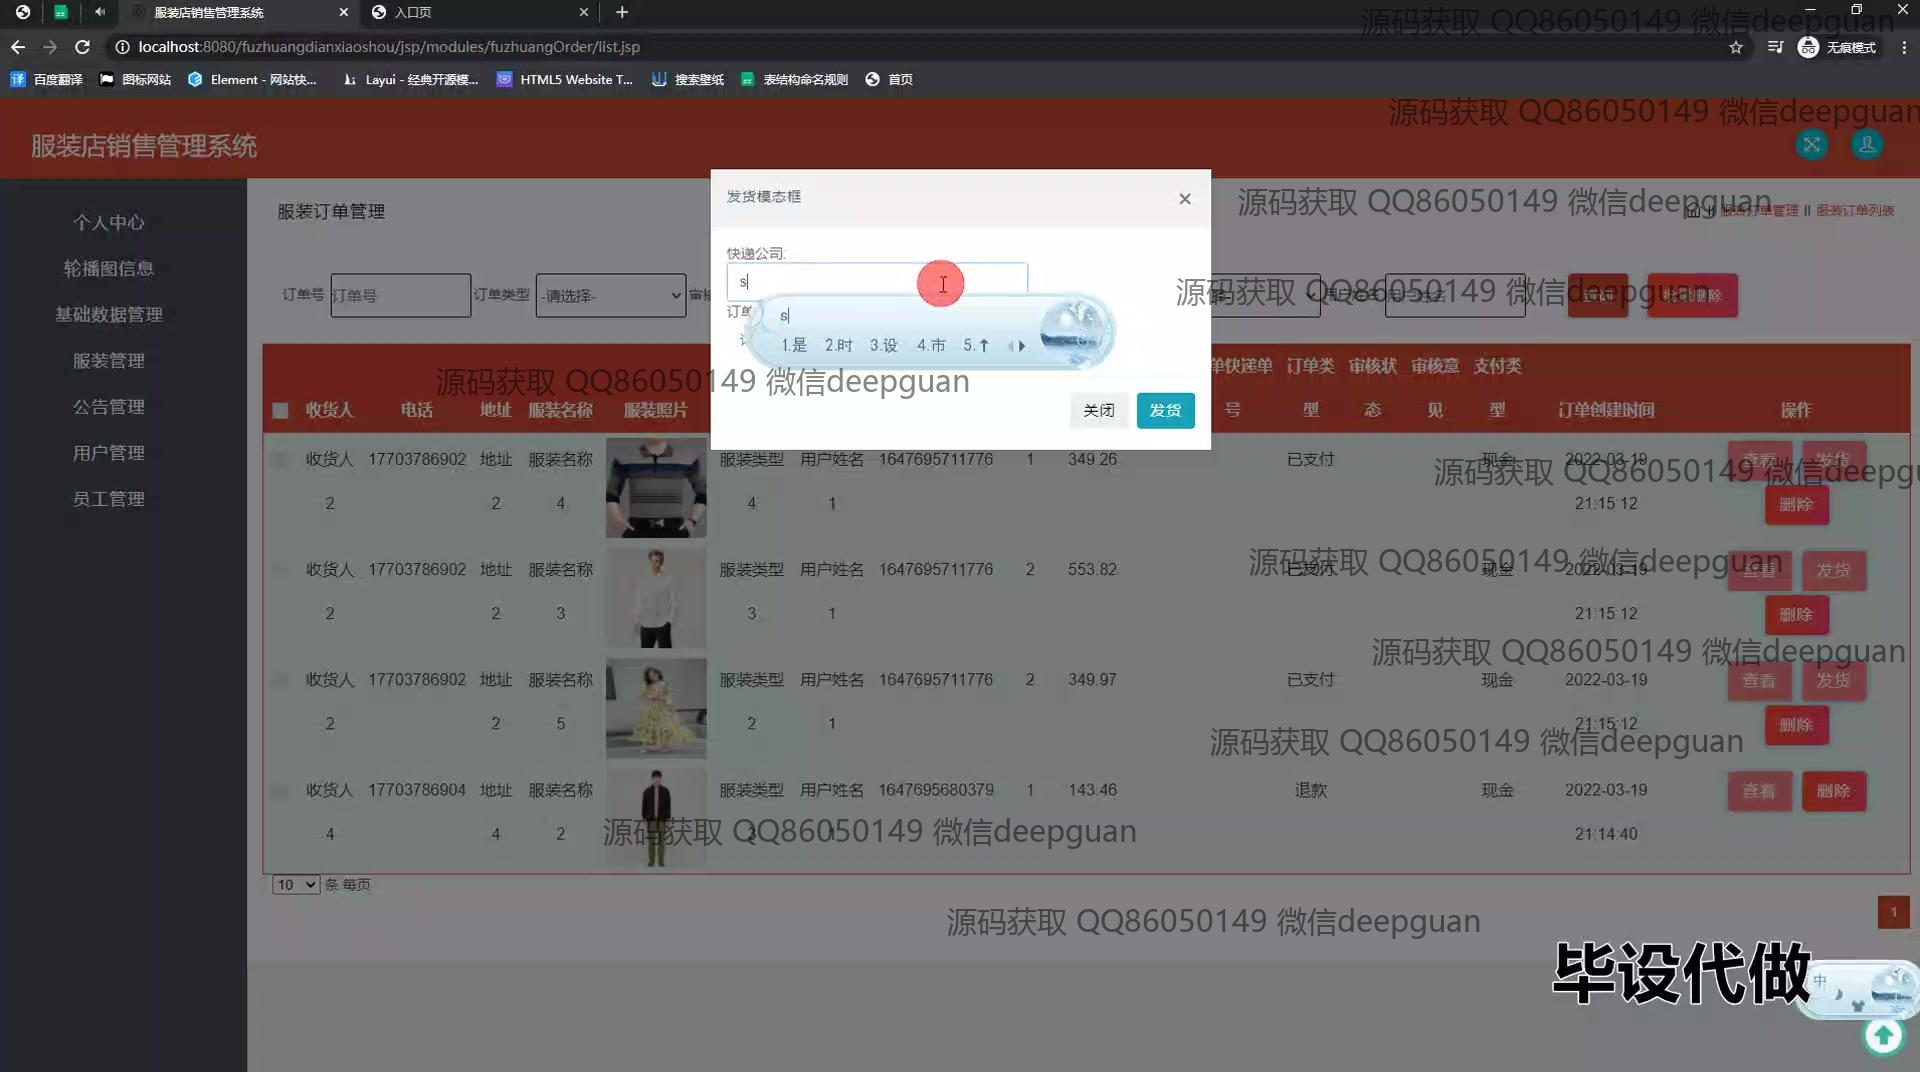 服装店销售管理系统
入口页
localhost:8080/fuzhuangdianxiaoshou/jsp/modules/fuzhuangOrder/list.jsp
无痕模式
百度翻译 图标网站 Element - 网站快... Layui - 经典开源模... HTML5 Website T... 搜索壁纸 表结构命名规则 首页
源码获取 QQ86050149 微信deepguan
源码获取 QQ86050149 微信deepguan
服装店销售管理系统
个人中心
轮播图信息
基础数据管理
服装管理
公告管理
用户管理
员工管理
服装订单管理
服装订单管理 || 服装订单列表
源码获取 QQ86050149 微信deepguan
发货模态框
×
快递公司:
s
s
1.是 2.时 3.设 4.市 5.↑
关闭 发货
订单号 订单号 订单类型 -请选择-
源码获取 QQ86050149 微信deepguan
单快递单 订单类 审核状 审核意 支付类
源码获取 QQ86050149 微信deepguan
收货人 电话 地址 服装名称 服装照片 号 型 态 见 型 订单创建时间 操作
收货人 17703786902 地址 服装名称 服装类型 用户姓名 1647695711776 1 349.26 已支付 现金 2022-03-19 查看 发货
源码获取 QQ86050149 微信deepgu
2 2 4 4 1 21:15:12 删除
收货人 17703786902 地址 服装名称 服装类型 用户姓名 1647695711776 2 553.82 已支付 现金 2022-03-19 查看 发货
源码获取 QQ86050149 微信deepguan
2 2 3 3 1 21:15:12 删除
收货人 17703786902 地址 服装名称 服装类型 用户姓名 1647695711776 2 349.97 已支付 现金 2022-03-19 查看 发货
源码获取 QQ86050149 微信deepguan
2 2 5 2 1 21:15:12 删除
源码获取 QQ86050149 微信deepguan
收货人 17703786904 地址 服装名称 服装类型 用户姓名 1647695680379 1 143.46 退款 现金 2022-03-19 查看 删除
4 4 2 3 1 21:14:40
源码获取 QQ86050149 微信deepguan
10 条 每页
1
源码获取 QQ86050149 微信deepguan
毕设代做
中